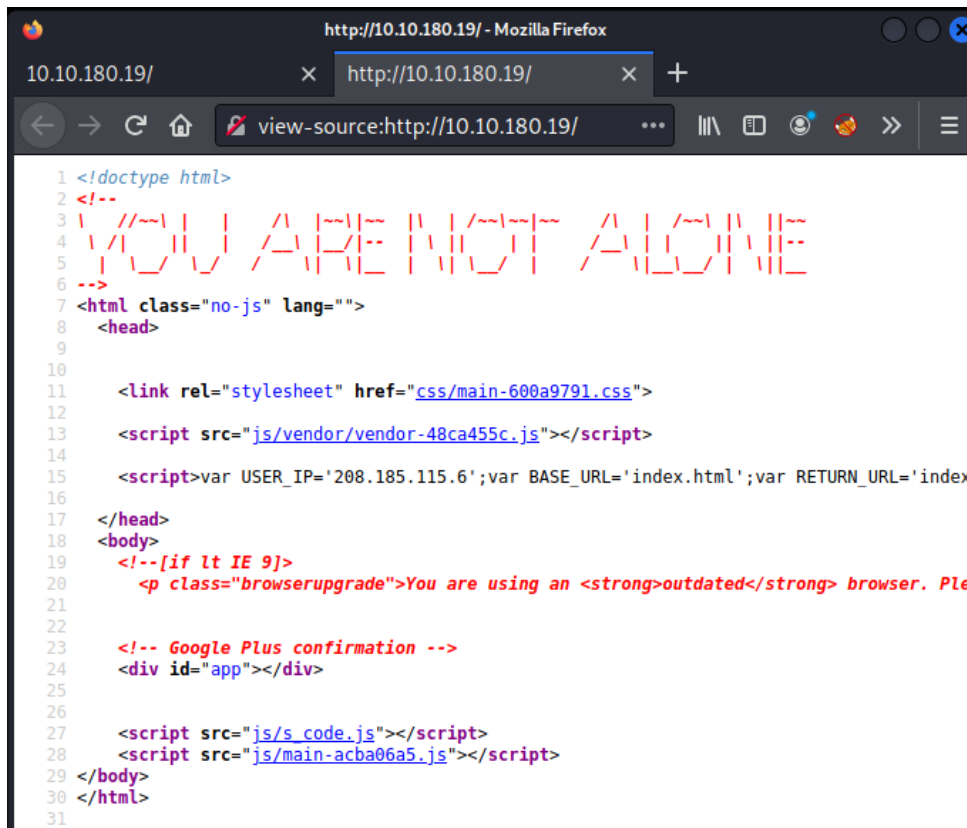 http://10.10.180.19/ - Mozilla Firefox
10.10.180.19/
http://10.10.180.19/
view-source:http://10.10.180.19/
1 <!doctype html>
2 <!--
3 \  //~~\ |   |    /\  |~~\|~~  |\  | /~~\~~|~~    /\  |  /~~\ |\  ||~~
4  \/|    ||   |   /__\ |__/|--  | \ ||    | |     /__\ | |    || \ ||--
5   |  \__/  \_/   /    \|  \|__  |  \| \__/  |    /    \|__\__/ |  \||__
6 -->
7 <html class="no-js" lang="">
8   <head>
9
10
11     <link rel="stylesheet" href="css/main-600a9791.css">
12
13     <script src="js/vendor/vendor-48ca455c.js"></script>
14
15     <script>var USER_IP='208.185.115.6';var BASE_URL='index.html';var RETURN_URL='index
16
17   </head>
18   <body>
19     <!--[if lt IE 9]>
20       <p class="browserupgrade">You are using an <strong>outdated</strong> browser. Ple
21
22
23     <!-- Google Plus confirmation -->
24     <div id="app"></div>
25
26
27     <script src="js/s_code.js"></script>
28     <script src="js/main-acba06a5.js"></script>
29 </body>
30 </html>
31